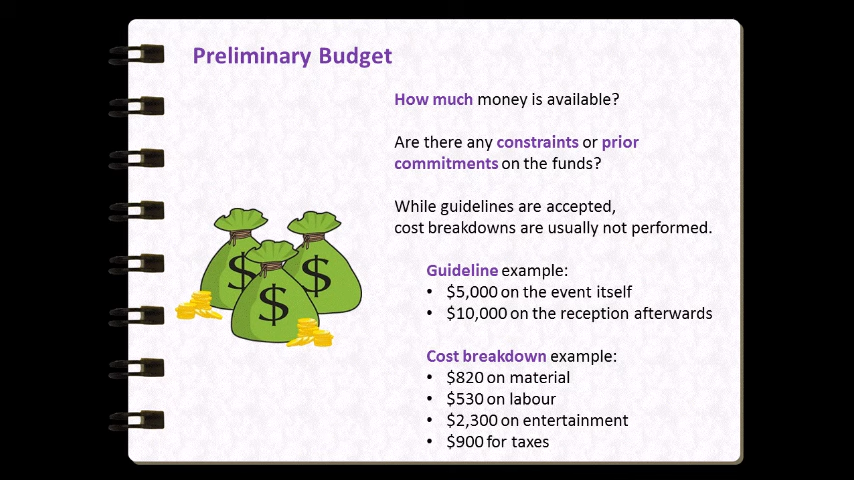 Preliminary Budget
How much money is available?
Are there any constraints or prior
commitments on the funds?
While guidelines are accepted,
cost breakdowns are usually not performed.
Guideline example:
• $5,000 on the event itself
• $10,000 on the reception afterwards
Cost breakdown example:
• $820 on material
• $530 on labour
• $2,300 on entertainment
• $900 for taxes
$
$
$